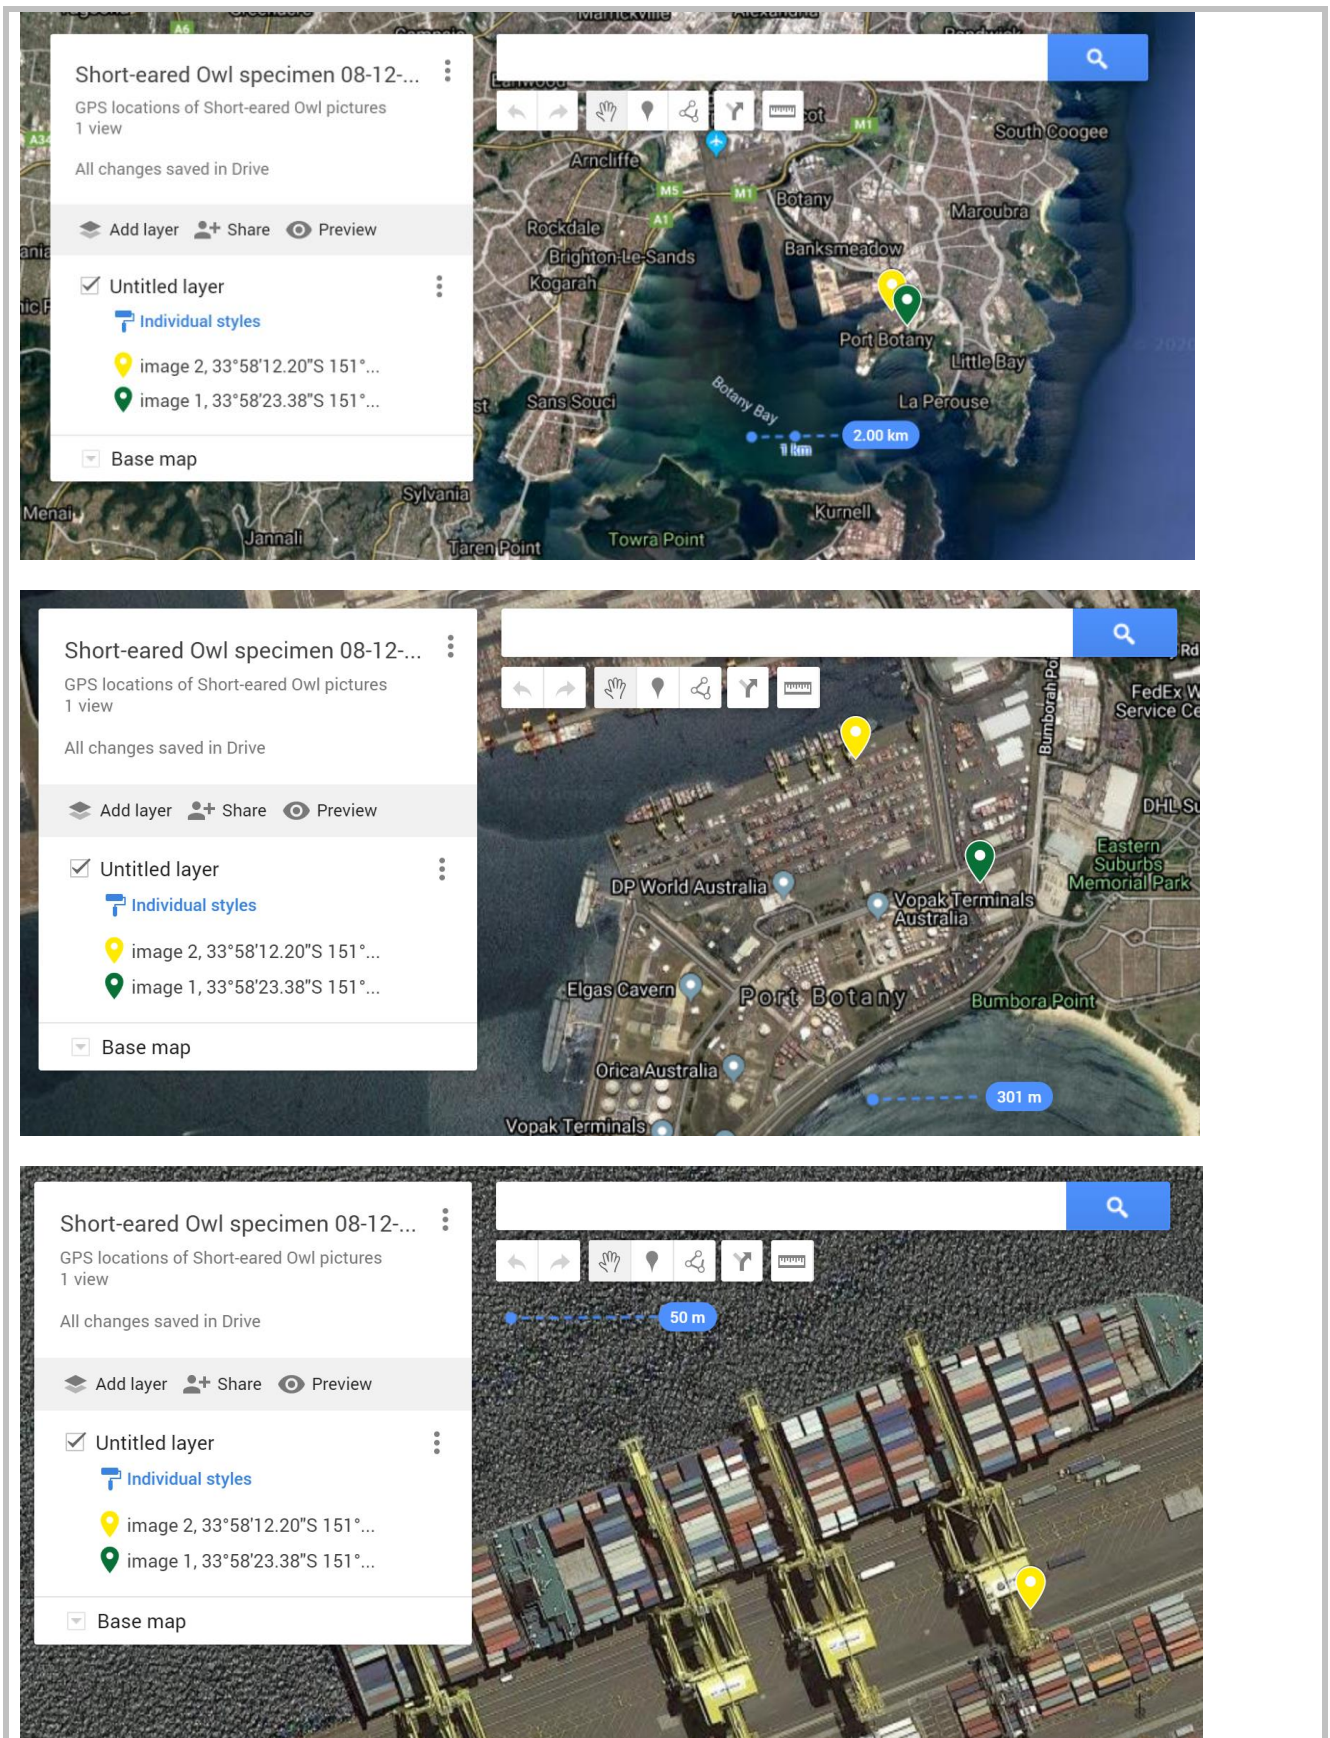 Marrickville
A6
South Coogee
Short-eared Owl specimen 08-12-...
GPS locations of Short-eared Owl pictures
1 view
All changes saved in Drive
Add layer Share Preview
Untitled layer
Individual styles
image 2, 33°58'12.20"S 151°...
image 1, 33°58'23.38"S 151°...
Base map
M1
Arncliffe
M5
M1
Botany
A1
Maroubra
Rockdale
Banksmeadow
Brighton-Le-Sands
Kogarah
Port Botany
Little Bay
Botany Bay
Sans Souci
La Perouse
2.00 km
1 km
Sylvania
Kurnell
Menai
Jannali
Taren Point
Towra Point
Short-eared Owl specimen 08-12-...
GPS locations of Short-eared Owl pictures
1 view
All changes saved in Drive
Add layer Share Preview
Untitled layer
Individual styles
image 2, 33°58'12.20"S 151°...
image 1, 33°58'23.38"S 151°...
Base map
Rd
FedEx W
Service Ce
Bumborah Po
DHL Su
Eastern
Suburbs
Memorial Park
DP World Australia
Vopak Terminals
Australia
Elgas Cavern
Port Botany
Bumbora Point
Orica Australia
301 m
Vopak Terminals
Short-eared Owl specimen 08-12-...
GPS locations of Short-eared Owl pictures
1 view
All changes saved in Drive
Add layer Share Preview
Untitled layer
Individual styles
image 2, 33°58'12.20"S 151°...
image 1, 33°58'23.38"S 151°...
Base map
50 m